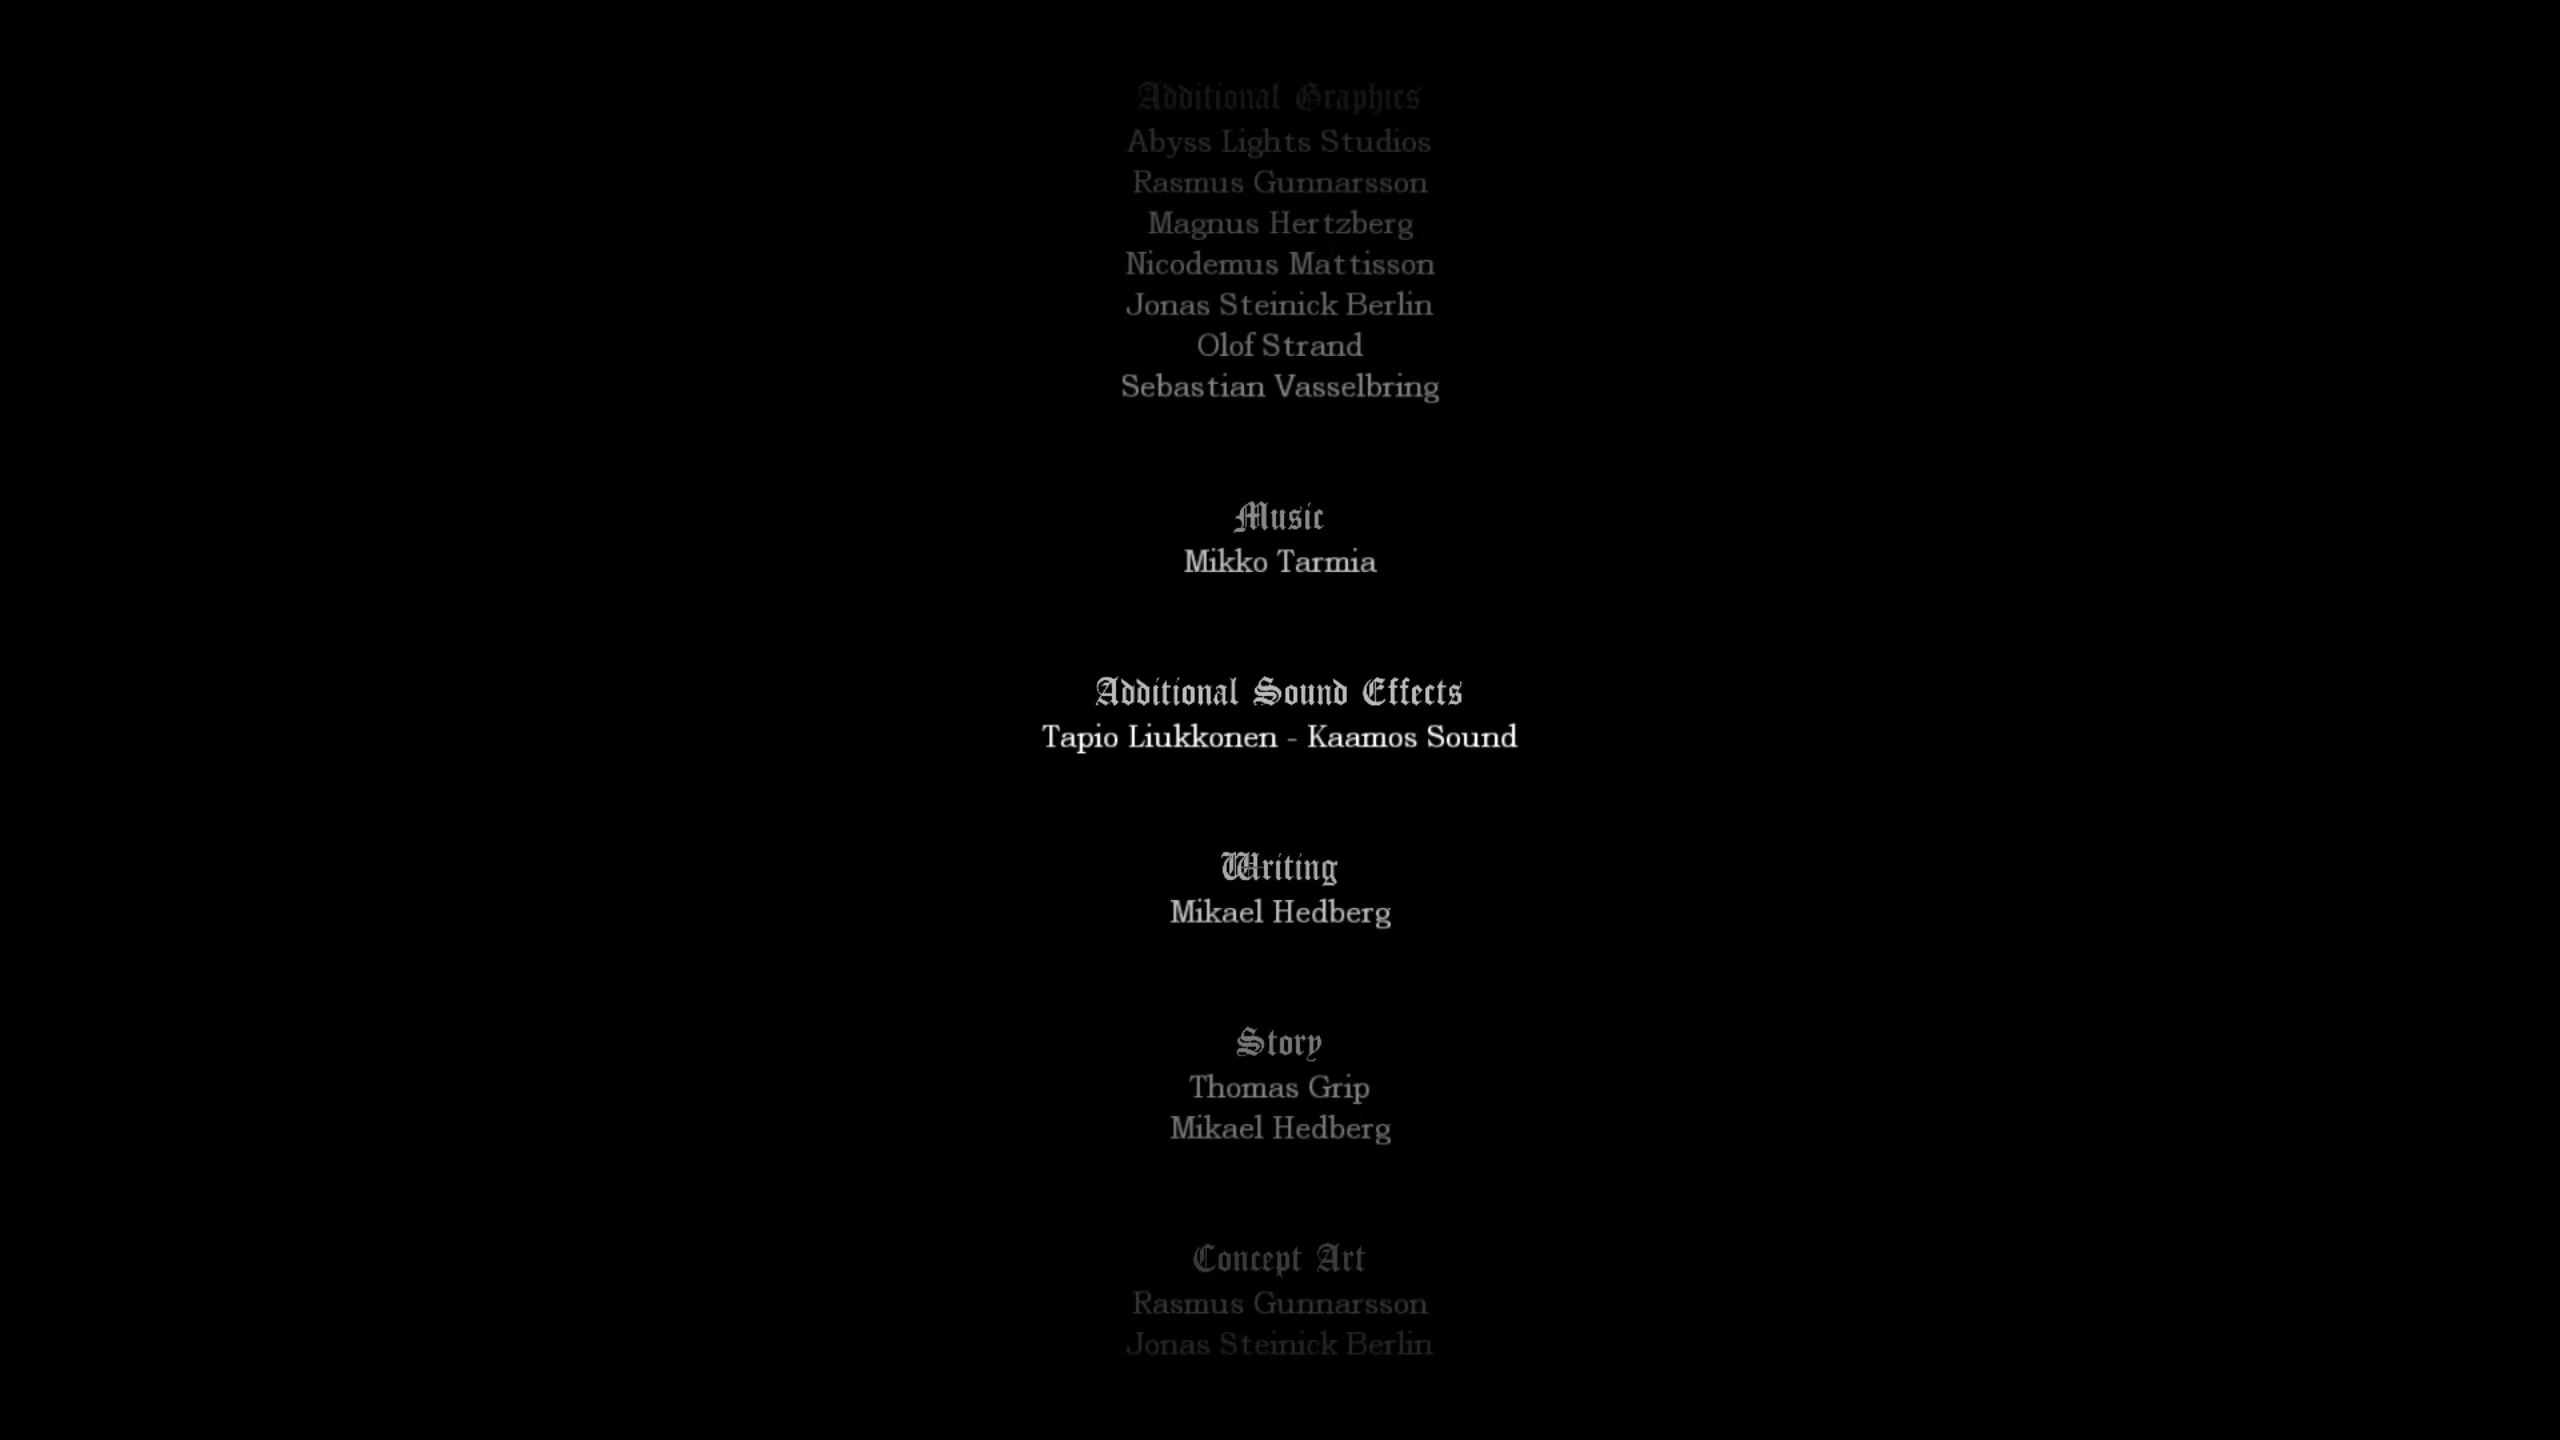 Additional Graphics
Abyss Lights Studios
Rasmus Gunnarsson
Magnus Hertzberg
Nicodemus Mattisson
Jonas Steinick Berlin
Olof Strand
Sebastian Vasselbring
Music
Mikko Tarmia
Additional Sound Effects
Tapio Liukkonen - Kaamos Sound
Writing
Mikael Hedberg
Story
Thomas Grip
Mikael Hedberg
Concept Art
Rasmus Gunnarsson
Jonas Steinick Berlin